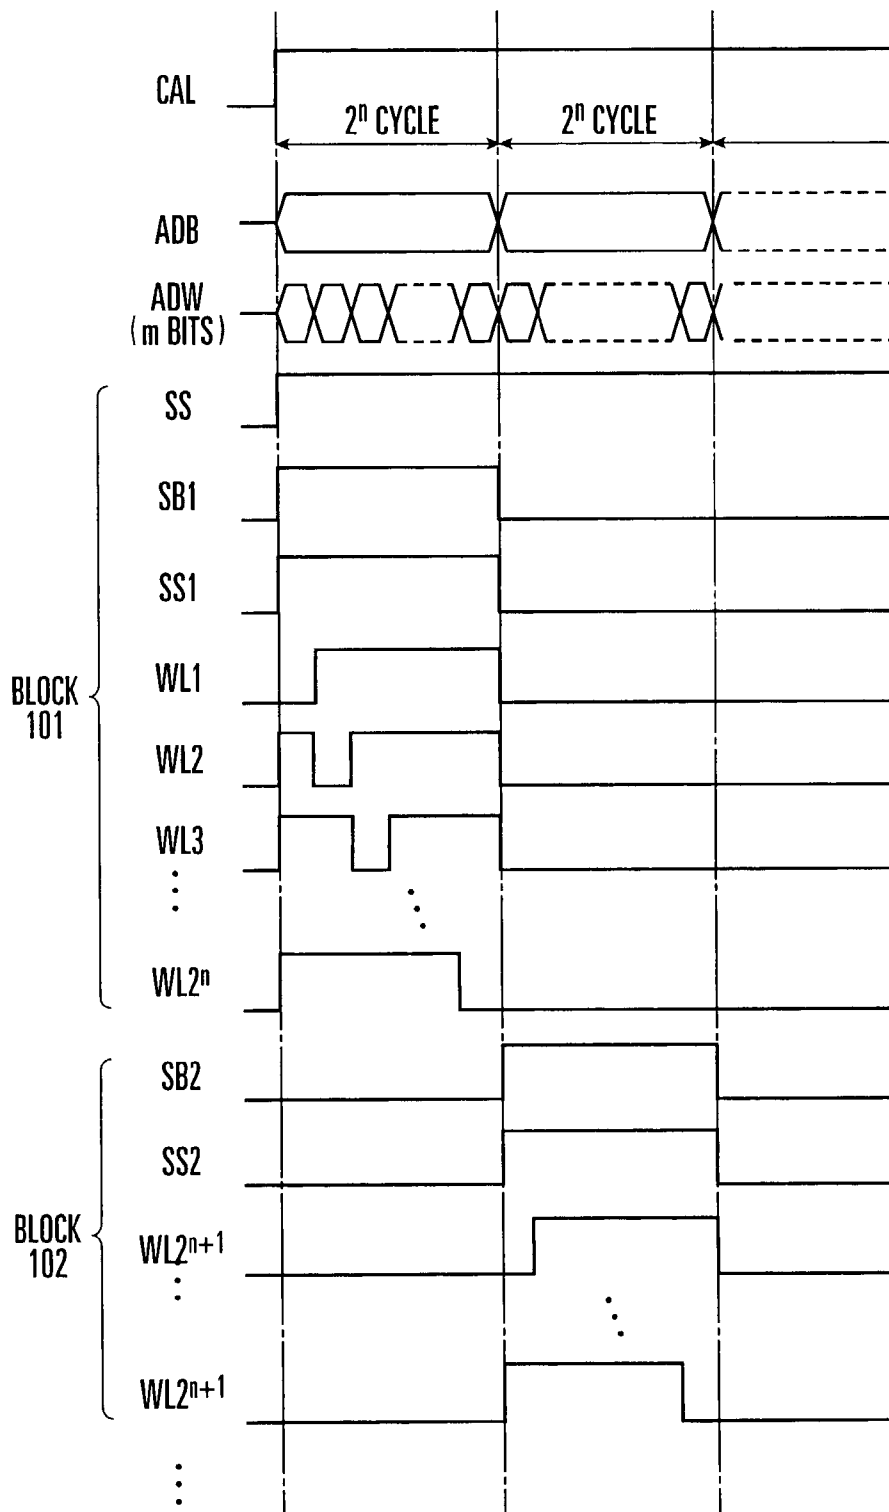 CAL
2ⁿ CYCLE 2ⁿ CYCLE
ADB
ADW
(m BITS)
SS
SB1
SS1
WL1
BLOCK
101
WL2
WL3
WL2ⁿ
SB2
SS2
BLOCK
102
WL2ⁿ⁺¹
WL2ⁿ⁺¹